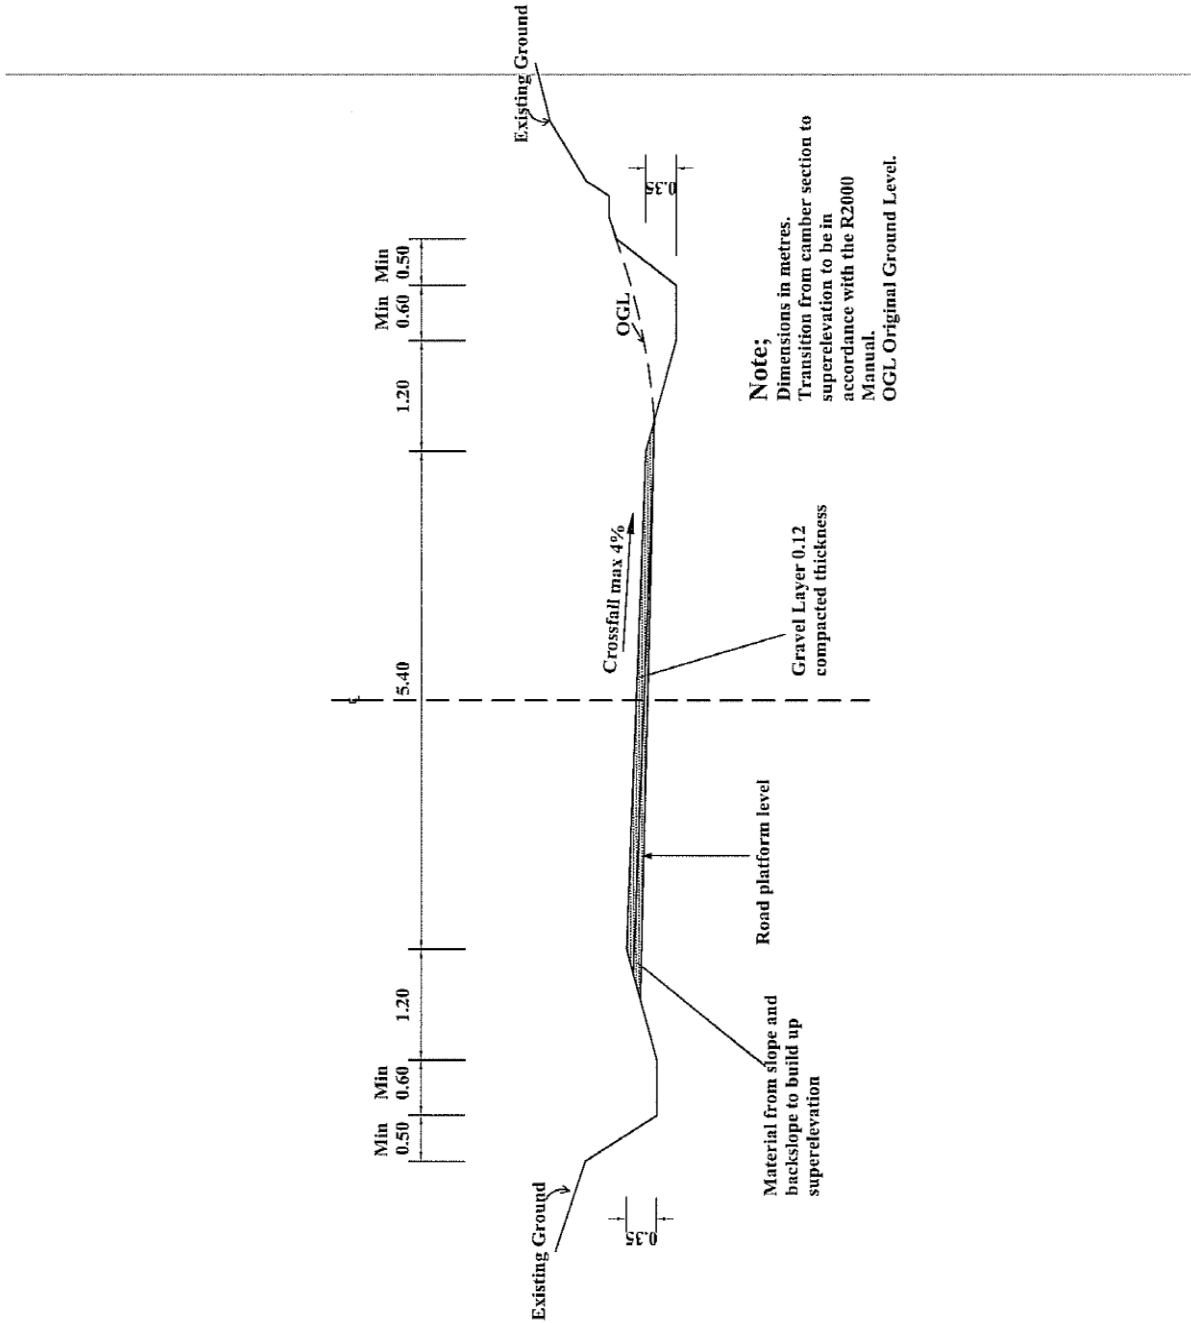 Min
0.50
Min
0.60
1.20
5.40
1.20
Min
0.60
Min
0.50
Existing Ground
Existing Ground
OGL
Crossfall max 4%
0.35
0.35
Material from slope and
backslope to build up
superelevation
Road platform level
Gravel Layer 0.12
compacted thickness
Note;
Dimensions in metres.
Transition from camber section to
superelevation to be in
accordance with the R2000
Manual.
OGL Original Ground Level.